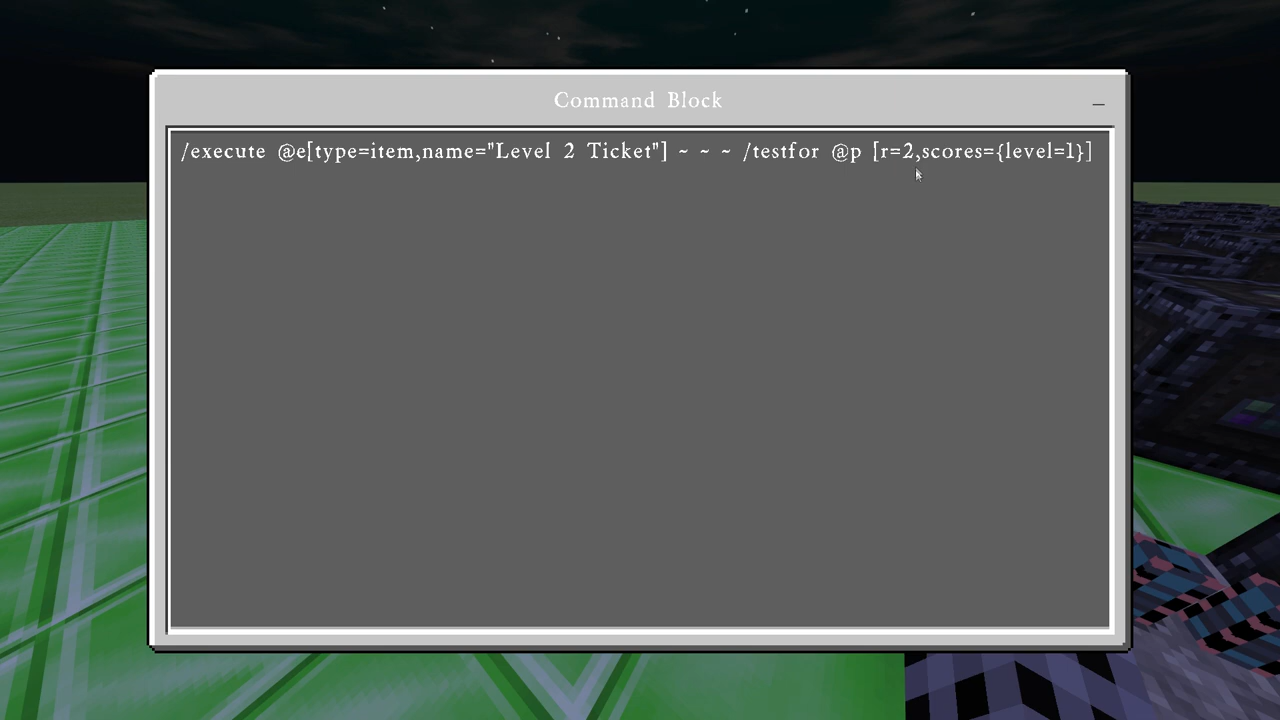 Command Block
/execute @e[type=item,name="Level 2 Ticket"] ~ ~ ~ /testfor @p [r=2,scores={level=1}]